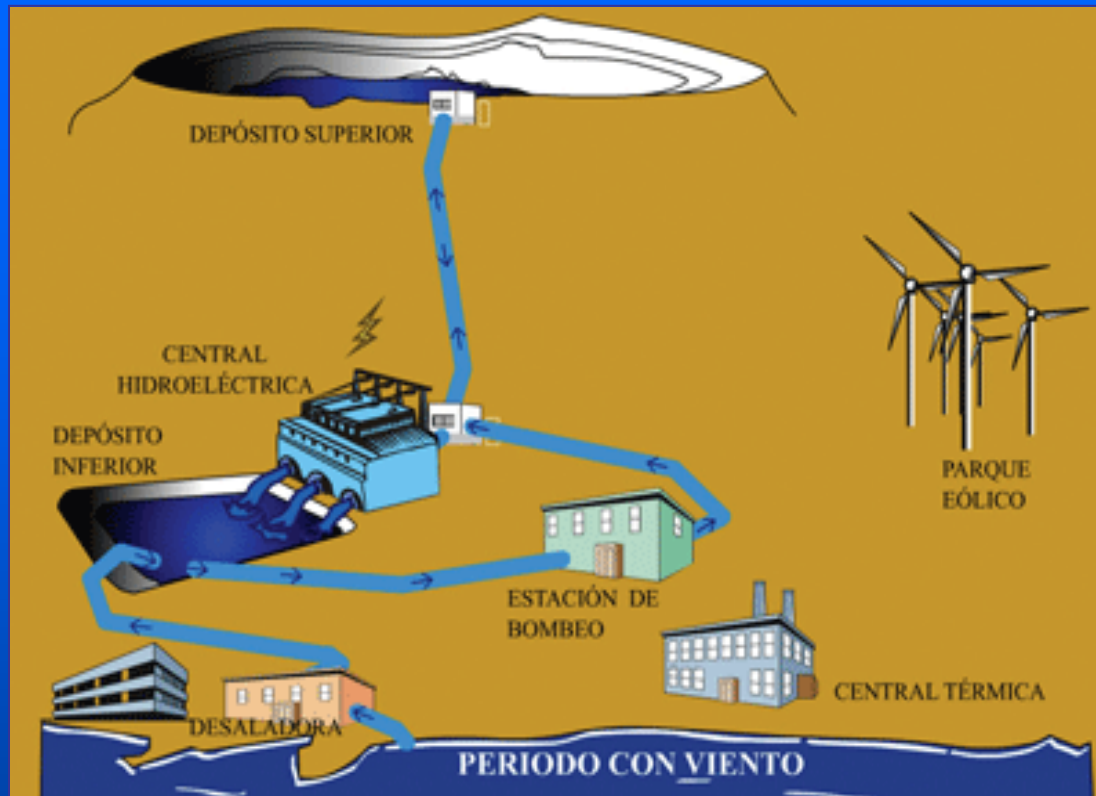 DEPÓSITO SUPERIOR
CENTRAL
HIDROELÉCTRICA
DEPÓSITO
INFERIOR
PARQUE
EÓLICO
ESTACIÓN DE
BOMBEO
CENTRAL TÉRMICA
DESALADORA
PERIODO CON VIENTO